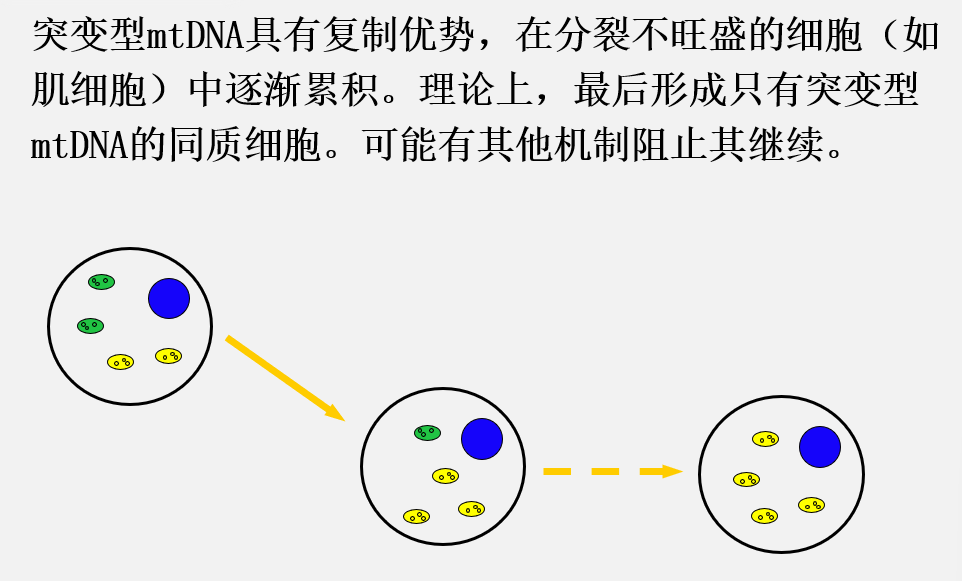 突变型mtDNA具有复制优势，在分裂不旺盛的细胞（如
肌细胞）中逐渐累积。理论上，最后形成只有突变型
mtDNA的同质细胞。可能有其他机制阻止其继续。